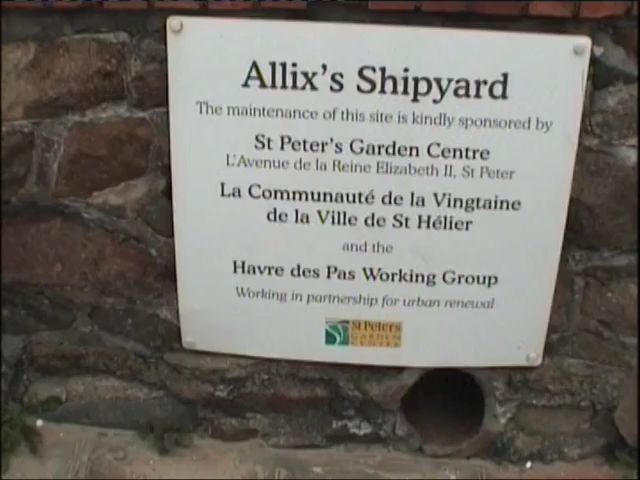 Allix's Shipyard
The maintenance of this site is kindly sponsored by
St Peter's Garden Centre
L'Avenue de la Reine Elizabeth II, St Peter
La Communauté de la Vingtaine
de la Ville de St Hélier
and the
Havre des Pas Working Group
Working in partnership for urban renewal
St Peters
GARDEN
CENTRE